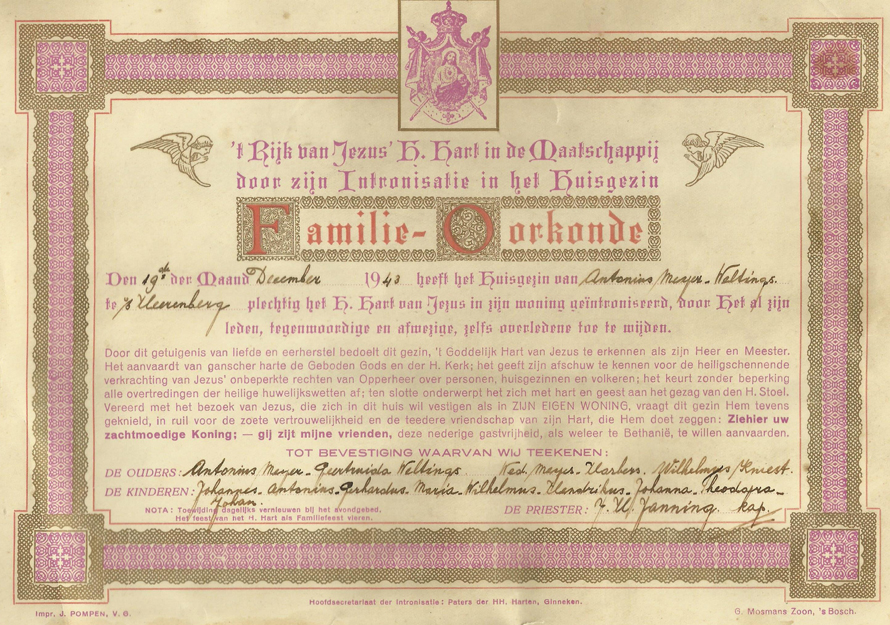 't Rijk van Jezus' H. Hart in de Maatschappij
door zijn Intronisatie in het Huisgezin
Familie-Oorkonde
Den 19de der Maand December 1943 heeft het Huisgezin van Antonius Meyer-Weltings.
te 's Heerenberg plechtig het H. Hart van Jezus in zijn woning geïntroniseerd, door Het al zijn
leden, tegenwoordige en afwezige, zelfs overledene toe te wijden.
Door dit getuigenis van liefde en eerherstel bedoelt dit gezin, 't Goddelijk Hart van Jezus te erkennen als zijn Heer en Meester.
Het aanvaardt van ganscher harte de Geboden Gods en der H. Kerk; het geeft zijn afschuw te kennen voor de heiligschennende
verkrachting van Jezus' onbeperkte rechten van Opperheer over personen, huisgezinnen en volkeren; het keurt zonder beperking
alle overtredingen der heilige huwelijkswetten af; ten slotte onderwerpt het zich met hart en geest aan het gezag van den H. Stoel.
Vereerd met het bezoek van Jezus, die zich in dit huis wil vestigen als in ZIJN EIGEN WONING, vraagt dit gezin Hem tevens
geknield, in ruil voor de zoete vertrouwelijkheid en de teedere vriendschap van zijn Hart, die Hem doet zeggen: Ziehier uw
zachtmoedige Koning; — gij zijt mijne vrienden, deze nederige gastvrijheid, als weleer te Bethanië, te willen aanvaarden.
TOT BEVESTIGING WAARVAN WIJ TEEKENEN:
DE OUDERS: Antonius Meyer-Geertruida Weltings Wed. Meyer-Harbers. Wilhelmus
DE KINDEREN: Johannes-Antonius-Gerhardus-Maria-Wilhelmus-Hendrikus-Johanna-Theodora-
Johan.
NOTA: Toewijding dagelijks vernieuwen bij het avondgebed.
Het feest van het H. Hart als Familiefeest vieren.
DE PRIESTER: J. H. Janning. kap.
Hoofdsecretariaat der Intronisatie: Paters der HH. Harten, Ginneken.
Impr. J. POMPEN, V. G.
G. Mosmans Zoon, 's Bosch.